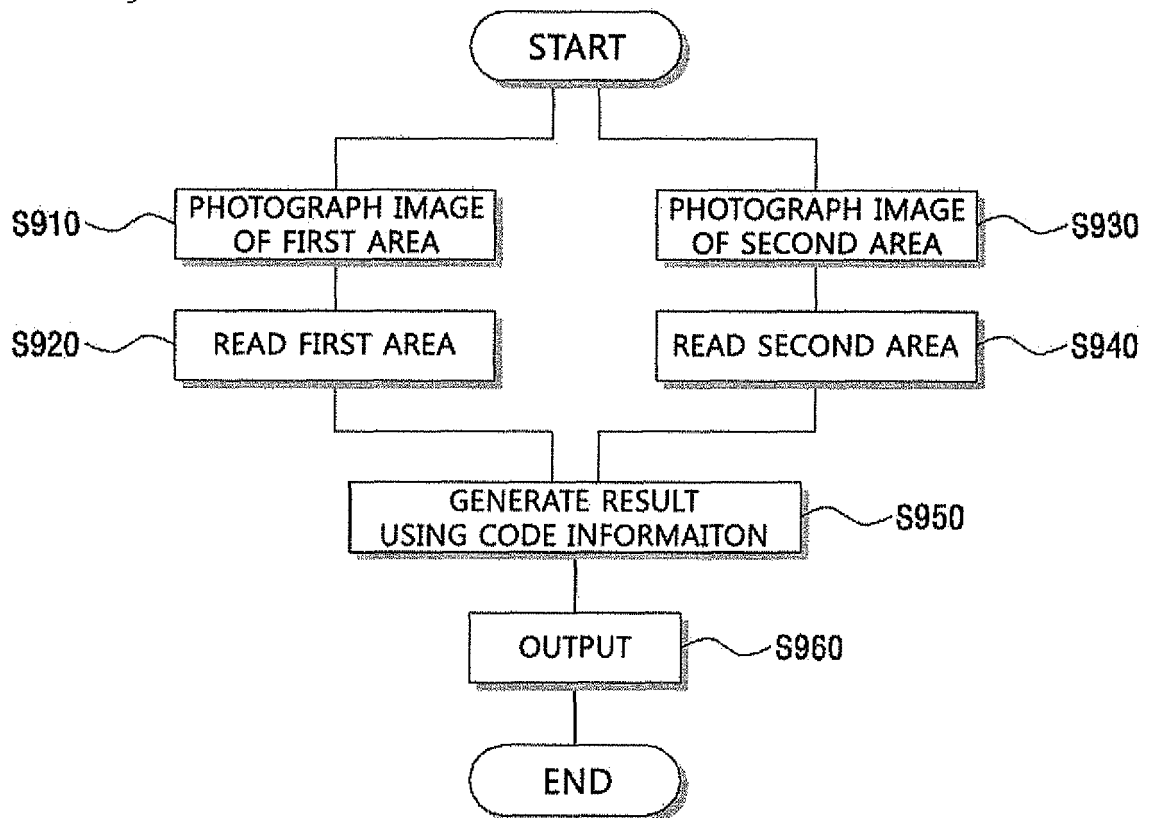 START
S910
PHOTOGRAPH IMAGE
OF FIRST AREA
PHOTOGRAPH IMAGE
OF SECOND AREA
S930
S920
READ FIRST AREA
READ SECOND AREA
S940
GENERATE RESULT
USING CODE INFORMAITON
S950
OUTPUT
S960
END